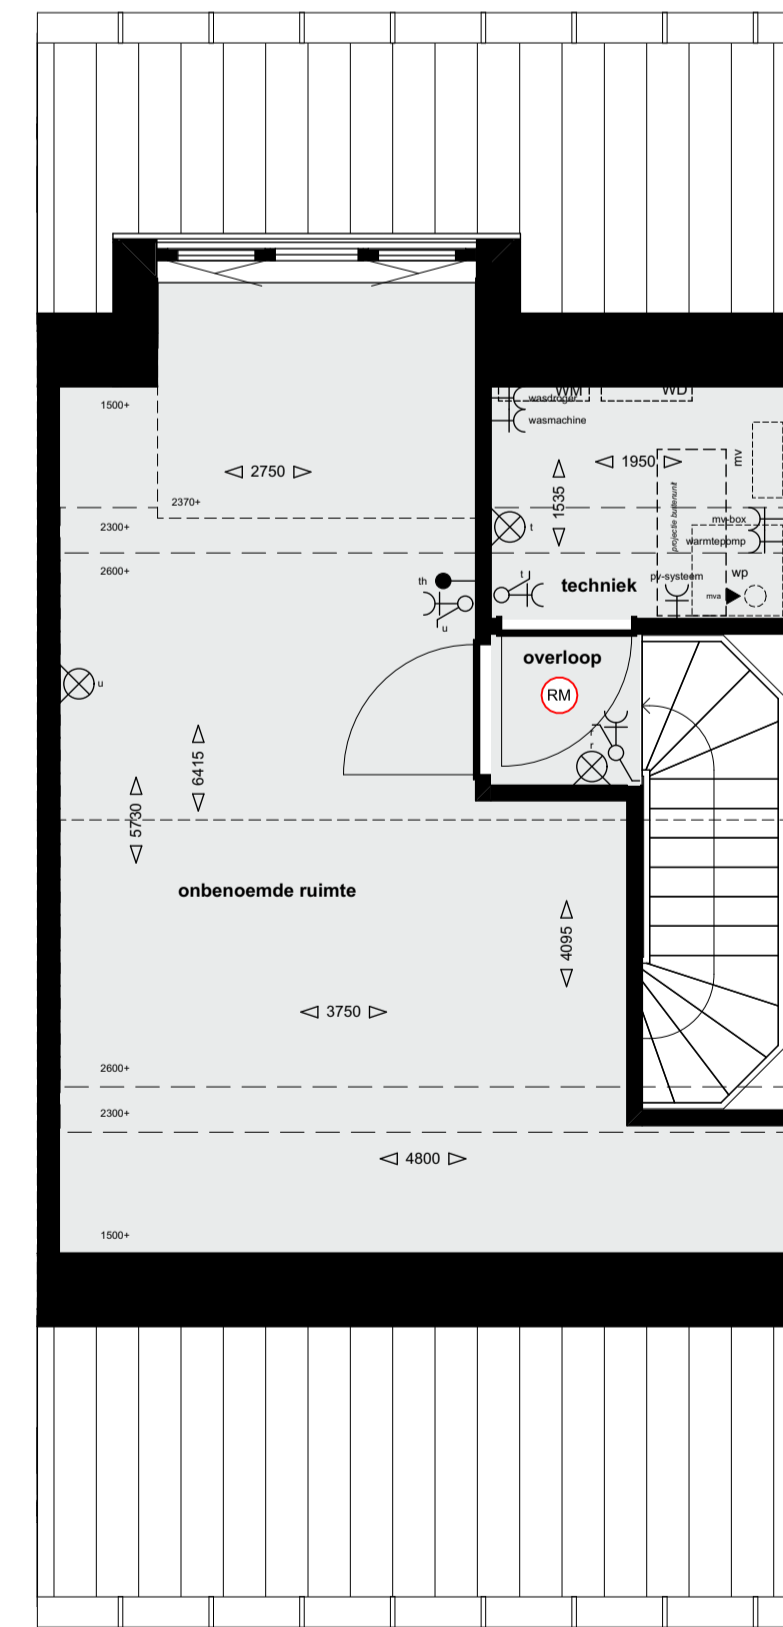 WM
WD
wasdroger
wasmachine
1500+
2750
1950
mv
1535
2370+
projectie buitenunit
2300+
t
mv-box
warmtepomp
2600+
th
t
techniek
pv-systeem
wp
mva
u
overloop
u
RM
r
r
6415
5730
onbenoemde ruimte
4095
3750
2600+
2300+
4800
1500+